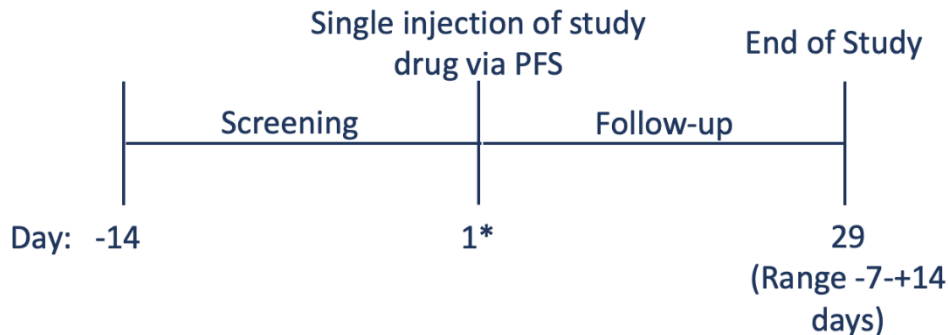 Single injection of study
drug via PFS
End of Study
Screening
Follow-up
Day: -14
1*
29
(Range -7-+14
days)